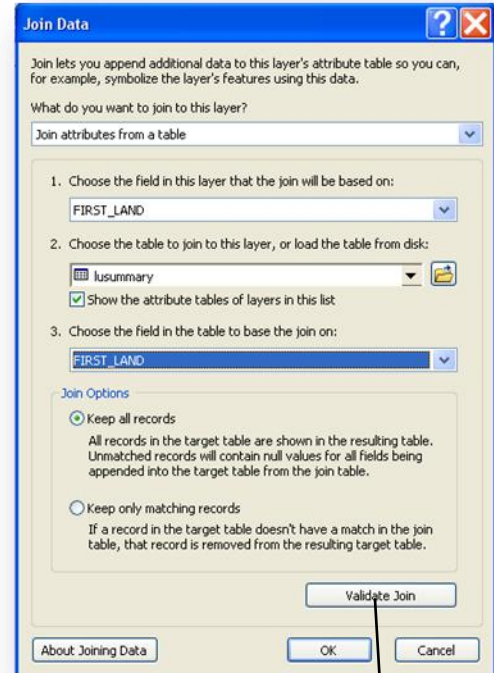 Join Data
Join lets you append additional data to this layer's attribute table so you can,
for example, symbolize the layer's features using this data.
What do you want to join to this layer?
Join attributes from a table
1. Choose the field in this layer that the join will be based on:
FIRST_LAND
2. Choose the table to join to this layer, or load the table from disk:
lusummary
Show the attribute tables of layers in this list
3. Choose the field in the table to base the join on:
FIRST_LAND
Join Options
Keep all records
All records in the target table are shown in the resulting table.
Unmatched records will contain null values for all fields being
appended into the target table from the join table.
Keep only matching records
If a record in the target table doesn't have a match in the join
table, that record is removed from the resulting target table.
Validate Join
About Joining Data OK Cancel